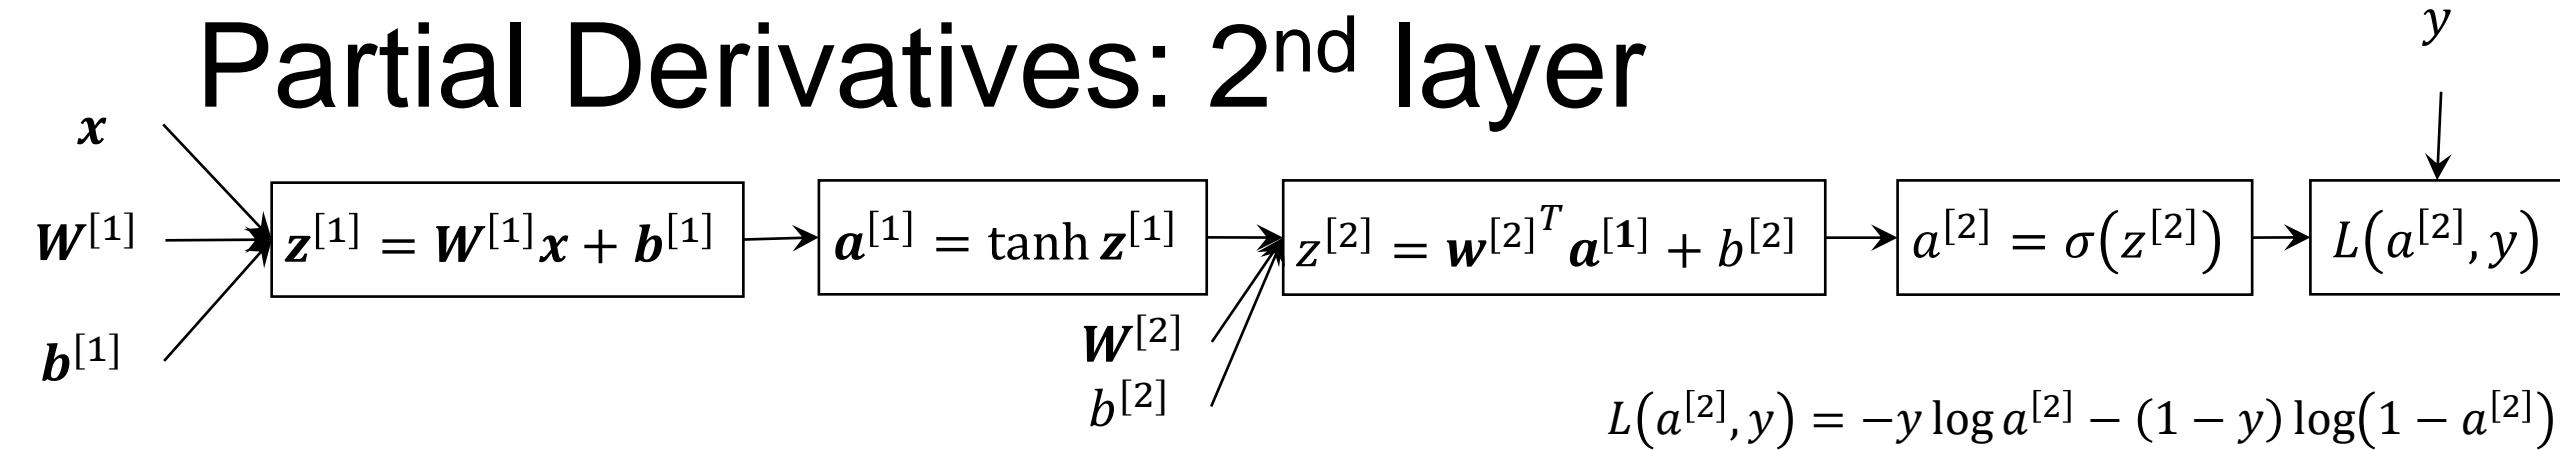 Partial Derivatives: 2nd layer
y
x
W^[1]
b^[1]
z^[1] = W^[1]x + b^[1]
a^[1] = tanh z^[1]
z^[2] = w^[2]^T a^[1] + b^[2]
a^[2] = σ(z^[2])
L(a^[2], y)
W^[2]
b^[2]
L(a^[2], y) = −y log a^[2] − (1 − y) log(1 − a^[2])